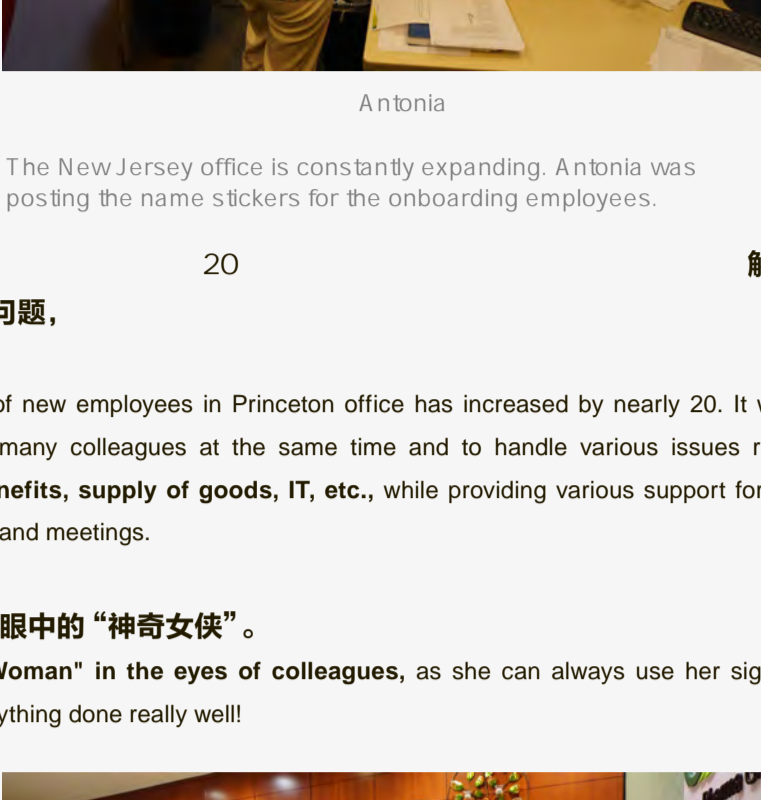 Antonia
The New Jersey office is constantly expanding. Antonia was
posting the name stickers for the onboarding employees.
20 解
问题，
of new employees in Princeton office has increased by nearly 20. It
many colleagues at the same time and to handle various issues
nefits, supply of goods, IT, etc., while providing various support for
and meetings.
眼中的“神奇女侠”。
Woman" in the eyes of colleagues, as she can always use her
ything done really well!